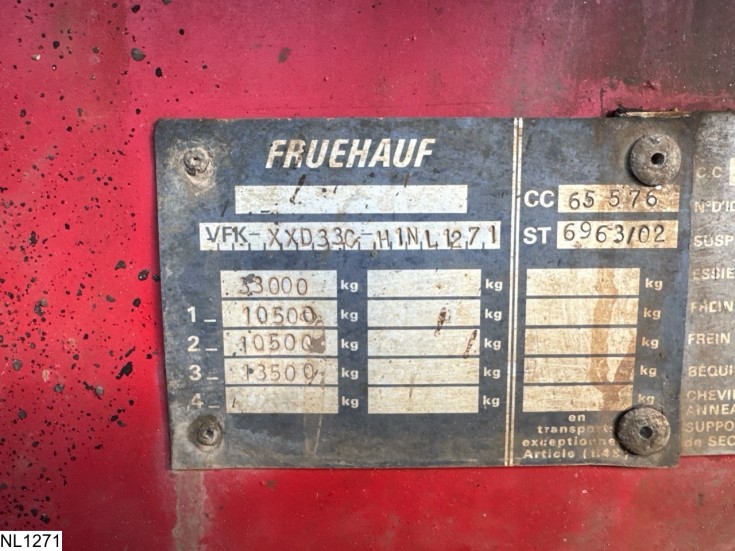 FRUEHAUF
CC 65 576
VFK-XXD33C-H1NL1271 ST 6963/02
33000 kg kg kg
1 10500 kg kg kg
2 10500 kg kg kg
3 13500 kg kg kg
4 kg kg kg
en
transport
exceptionne
Article
C.C
N°D'ID
SUSP
ESSIE
FREIN
BÉQUI
CHEVI
ANNEA
SUPPO
de SEC
NL1271